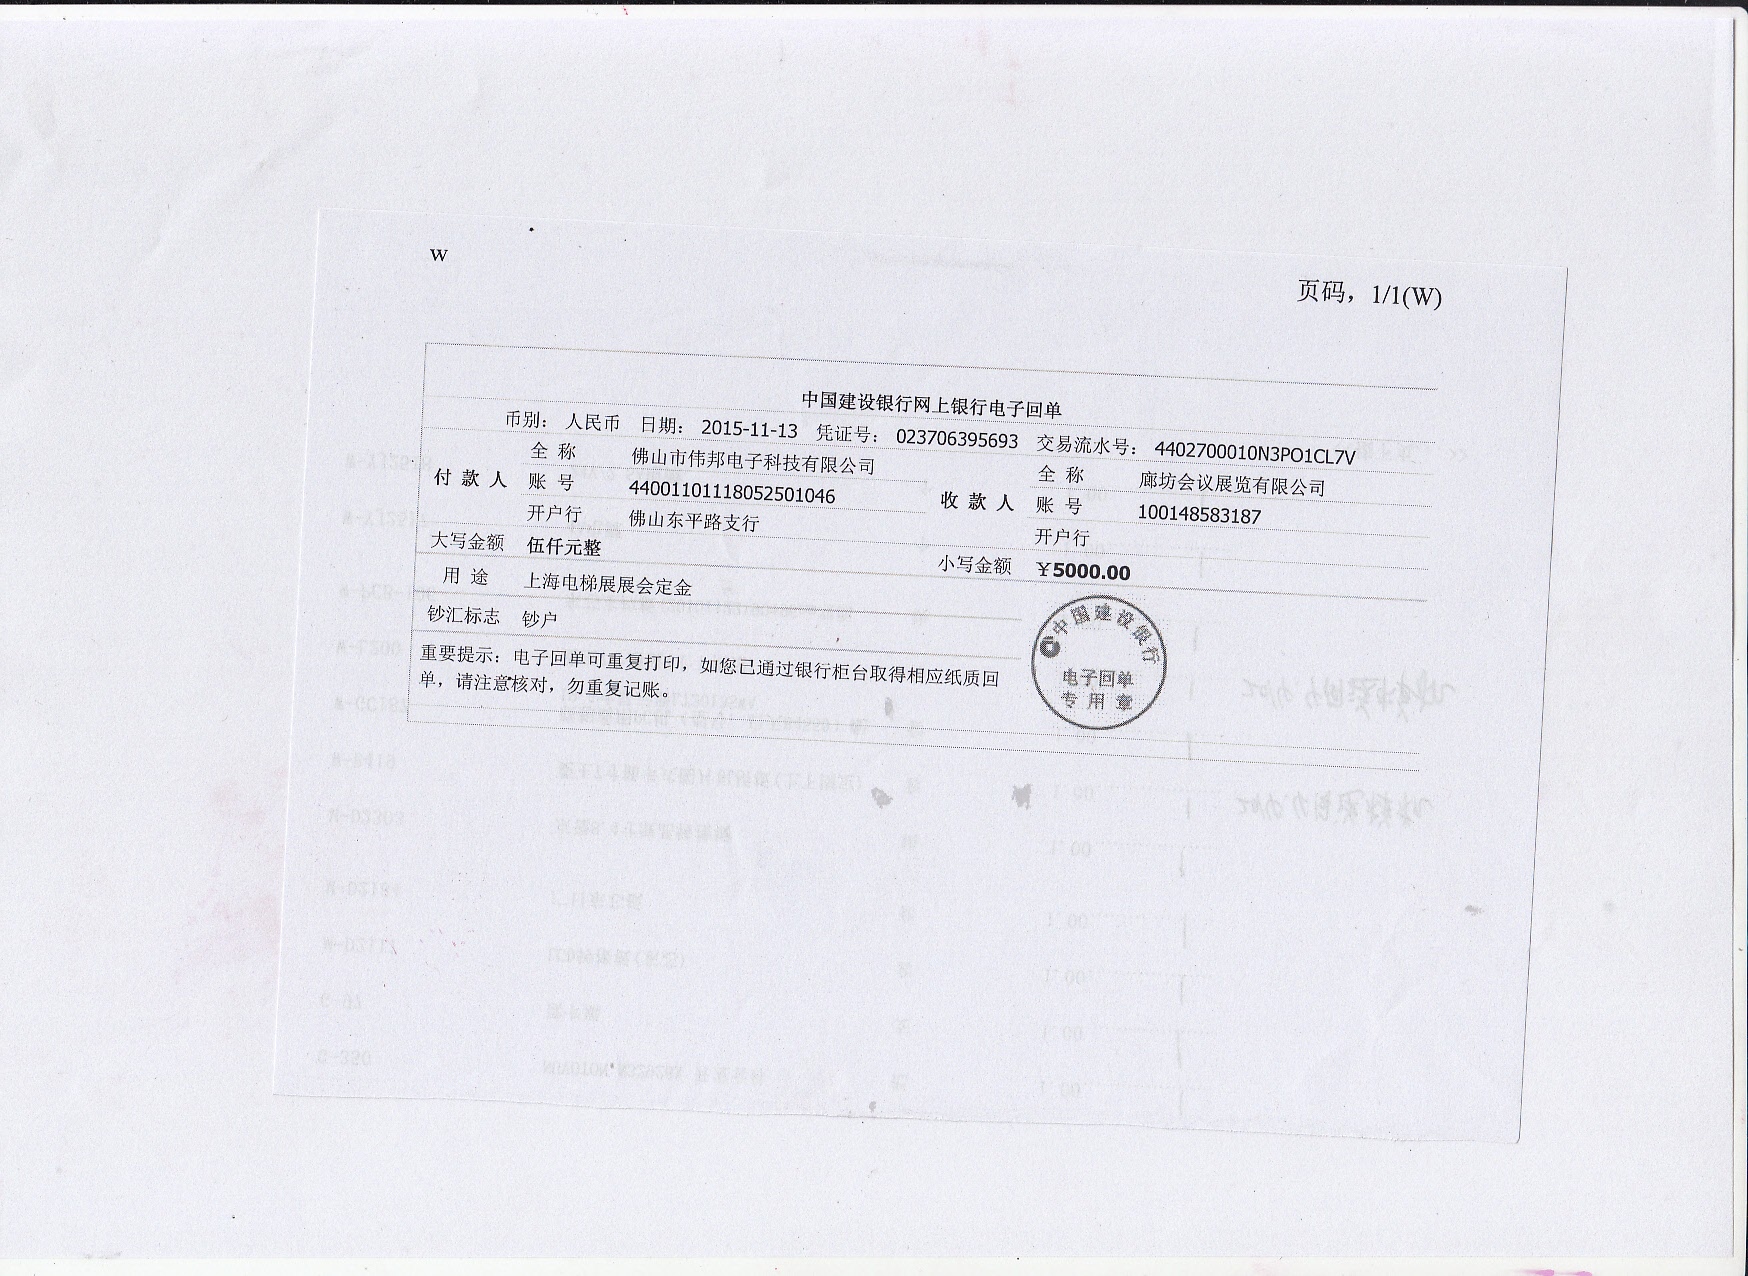 w
页码，1/1(W)
中国建设银行网上银行电子回单
币别： 人民币 日期： 2015-11-13 凭证号： 023706395693 交易流水号： 4402700010N3PO1CL7V
付款人 全称 佛山市伟邦电子科技有限公司 收款人 全称 廊坊会议展览有限公司
账号 44001101118052501046 账号 100148583187
开户行 佛山东平路支行 开户行
大写金额 伍仟元整 小写金额 ￥5000.00
用途 上海电梯展展会定金
钞汇标志 钞户
重要提示：电子回单可重复打印，如您已通过银行柜台取得相应纸质回
单，请注意核对，勿重复记账。
中国建设银行
电子回单
专用章